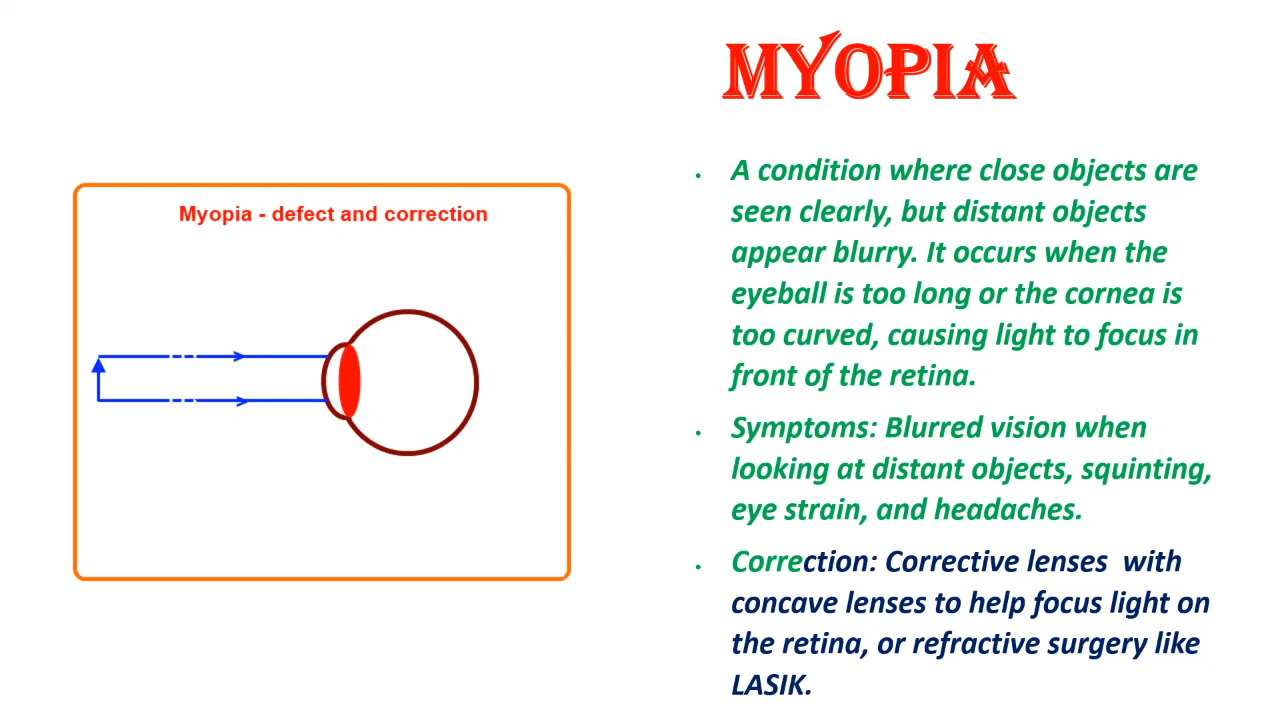 MYOPIA
Myopia - defect and correction
• A condition where close objects are
seen clearly, but distant objects
appear blurry. It occurs when the
eyeball is too long or the cornea is
too curved, causing light to focus in
front of the retina.
• Symptoms: Blurred vision when
looking at distant objects, squinting,
eye strain, and headaches.
• Correction: Corrective lenses  with
concave lenses to help focus light on
the retina, or refractive surgery like
LASIK.